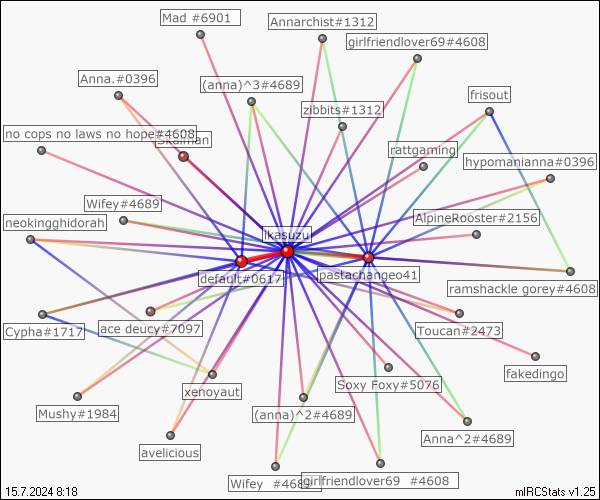 Mad #6901
Annarchist#1312
girlfriendlover69#4608
Anna.#0396
(anna)^3#4689
frisout
zibbits#1312
no cops no laws no hope#4608
Skaiman
rattgaming
hypomanianna#0396
Wifey#4689
AlpineRooster#2156
neokingghidorah
ikasuzu
default#0617
pastachangeo41
ramshackle gorey#4608
Cypha#1717
ace deucy#7097
Toucan#2473
fakedingo
xenoyaut
Soxy Foxy#5076
Mushy#1984
(anna)^2#4689
Anna^2#4689
avelicious
Wifey #4689
girlfriendlover69 #4608
15.7.2024 8:18
mIRCStats v1.25